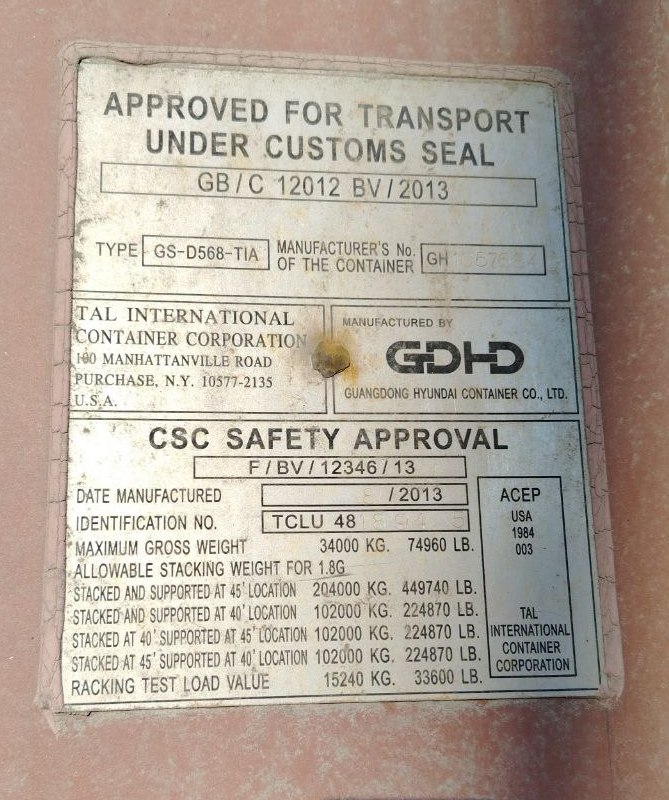 APPROVED FOR TRANSPORT
UNDER CUSTOMS SEAL
GB/C 12012 BV/2013
TYPE GS-D568-TIA
MANUFACTURER'S No.
OF THE CONTAINER
GH
TAL INTERNATIONAL
CONTAINER CORPORATION
100 MANHATTANVILLE ROAD
PURCHASE, N.Y. 10577-2135
U.S.A.
MANUFACTURED BY
GDHD
GUANGDONG HYUNDAI CONTAINER CO., LTD.
CSC SAFETY APPROVAL
F/BV/12346/13
DATE MANUFACTURED /2013
IDENTIFICATION NO. TCLU 48
MAXIMUM GROSS WEIGHT 34000 KG. 74960 LB.
ALLOWABLE STACKING WEIGHT FOR 1.8G
STACKED AND SUPPORTED AT 45' LOCATION 204000 KG. 449740 LB.
STACKED AND SUPPORTED AT 40' LOCATION 102000 KG. 224870 LB.
STACKED AT 40' SUPPORTED AT 45' LOCATION 102000 KG. 224870 LB.
STACKED AT 45' SUPPORTED AT 40' LOCATION 102000 KG. 224870 LB.
RACKING TEST LOAD VALUE 15240 KG. 33600 LB.
ACEP
USA
1984
003
TAL
INTERNATIONAL
CONTAINER
CORPORATION